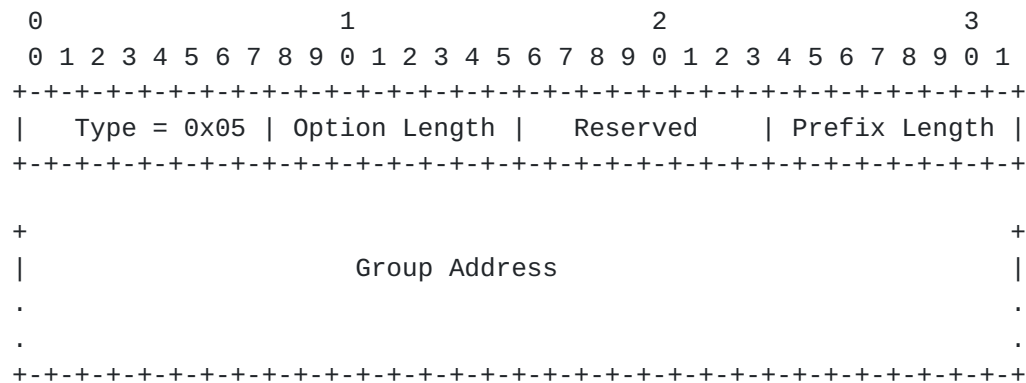 0                   1                   2                   3
 0 1 2 3 4 5 6 7 8 9 0 1 2 3 4 5 6 7 8 9 0 1 2 3 4 5 6 7 8 9 0 1
+-+-+-+-+-+-+-+-+-+-+-+-+-+-+-+-+-+-+-+-+-+-+-+-+-+-+-+-+-+-+-+-+
|   Type = 0x05 | Option Length |   Reserved    | Prefix Length |
+-+-+-+-+-+-+-+-+-+-+-+-+-+-+-+-+-+-+-+-+-+-+-+-+-+-+-+-+-+-+-+-+
+                                                               +
|                     Group Address                             |
.                                                               .
.                                                               .
+-+-+-+-+-+-+-+-+-+-+-+-+-+-+-+-+-+-+-+-+-+-+-+-+-+-+-+-+-+-+-+-+